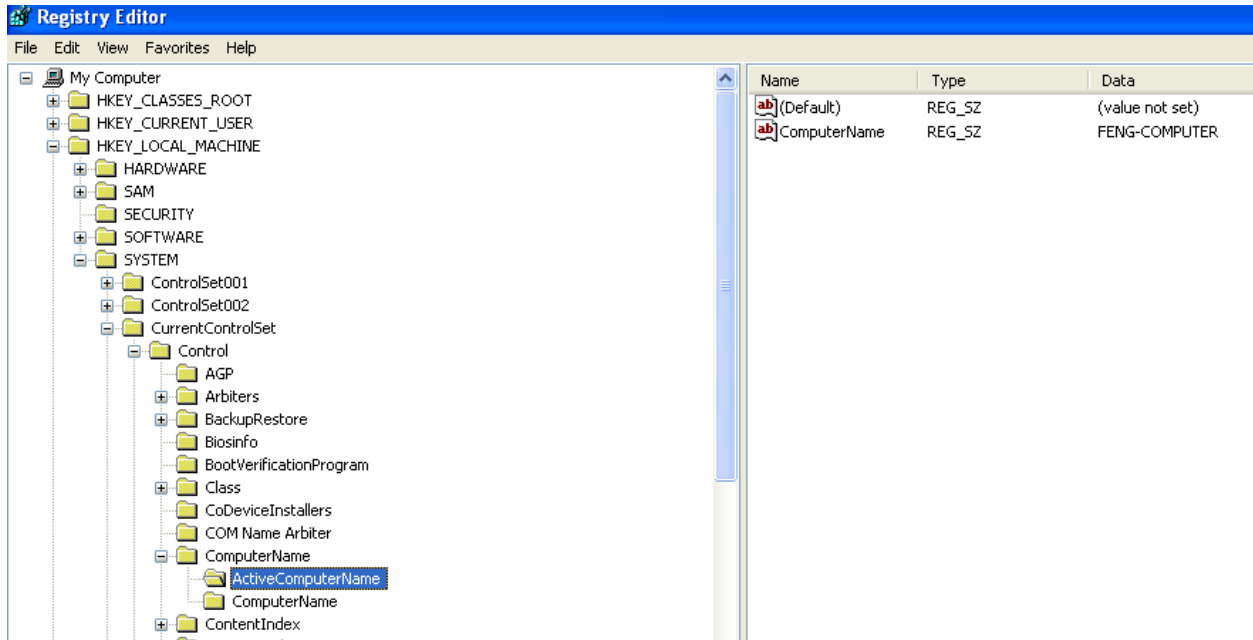 Registry Editor
File Edit View Favorites Help
My Computer
HKEY_CLASSES_ROOT
HKEY_CURRENT_USER
HKEY_LOCAL_MACHINE
HARDWARE
SAM
SECURITY
SOFTWARE
SYSTEM
ControlSet001
ControlSet002
CurrentControlSet
Control
AGP
Arbiters
BackupRestore
Biosinfo
BootVerificationProgram
Class
CoDeviceInstallers
COM Name Arbiter
ComputerName
ActiveComputerName
ComputerName
ContentIndex
Name Type Data
ab (Default) REG_SZ (value not set)
ab ComputerName REG_SZ FENG-COMPUTER